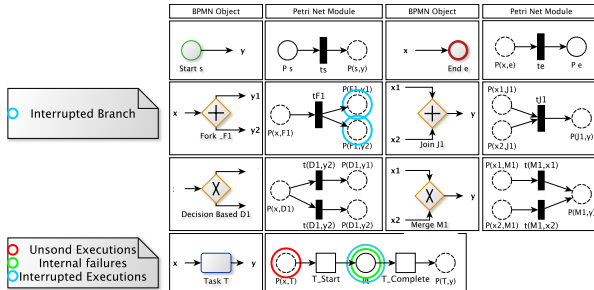 BPMN Object Petri Net Module BPMN Object Petri Net Module
y x
Start s P s ts P(s,y) End e P(x,e) te P e
Interrupted Branch
x y1 y2 Fork _F1
tF1 P(F1,y1) P(x,F1) P(F1,y2)
x1 x2 y Join J1
P(x1,J1) P(x2,J1) tJ1 P(J1,y)
X Decision Based D1
t(D1,y2) P(D1,y1)
P(x,D1)
t(D1,y2) P(D1,y2)
x1 x2 X y Merge M1
P(x1,M1) t(M1,x1)
P(M1,y)
P(x2,M1) t(M1,x2)
Unsond Executions
Internal failures
Interrupted Executions
x y Task T
P(x,T) T_Start T_Complete P(T,y)